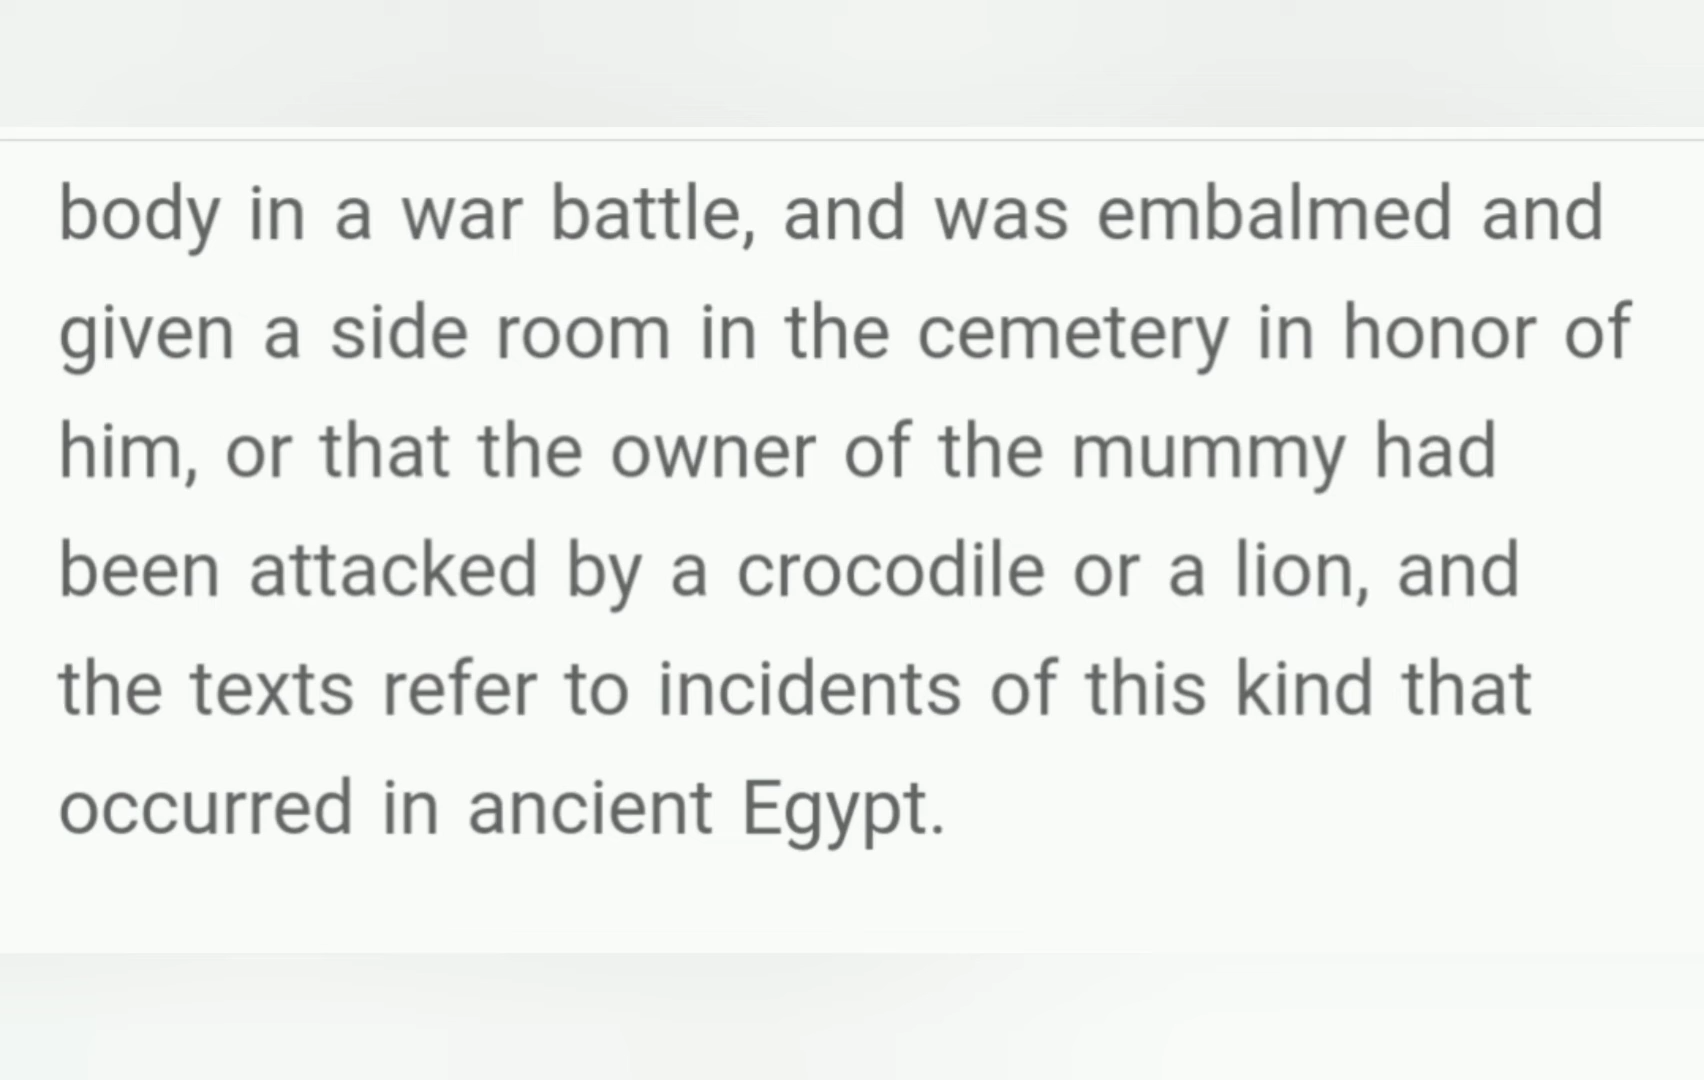 body in a war battle, and was embalmed and
given a side room in the cemetery in honor of
him, or that the owner of the mummy had
been attacked by a crocodile or a lion, and
the texts refer to incidents of this kind that
occurred in ancient Egypt.